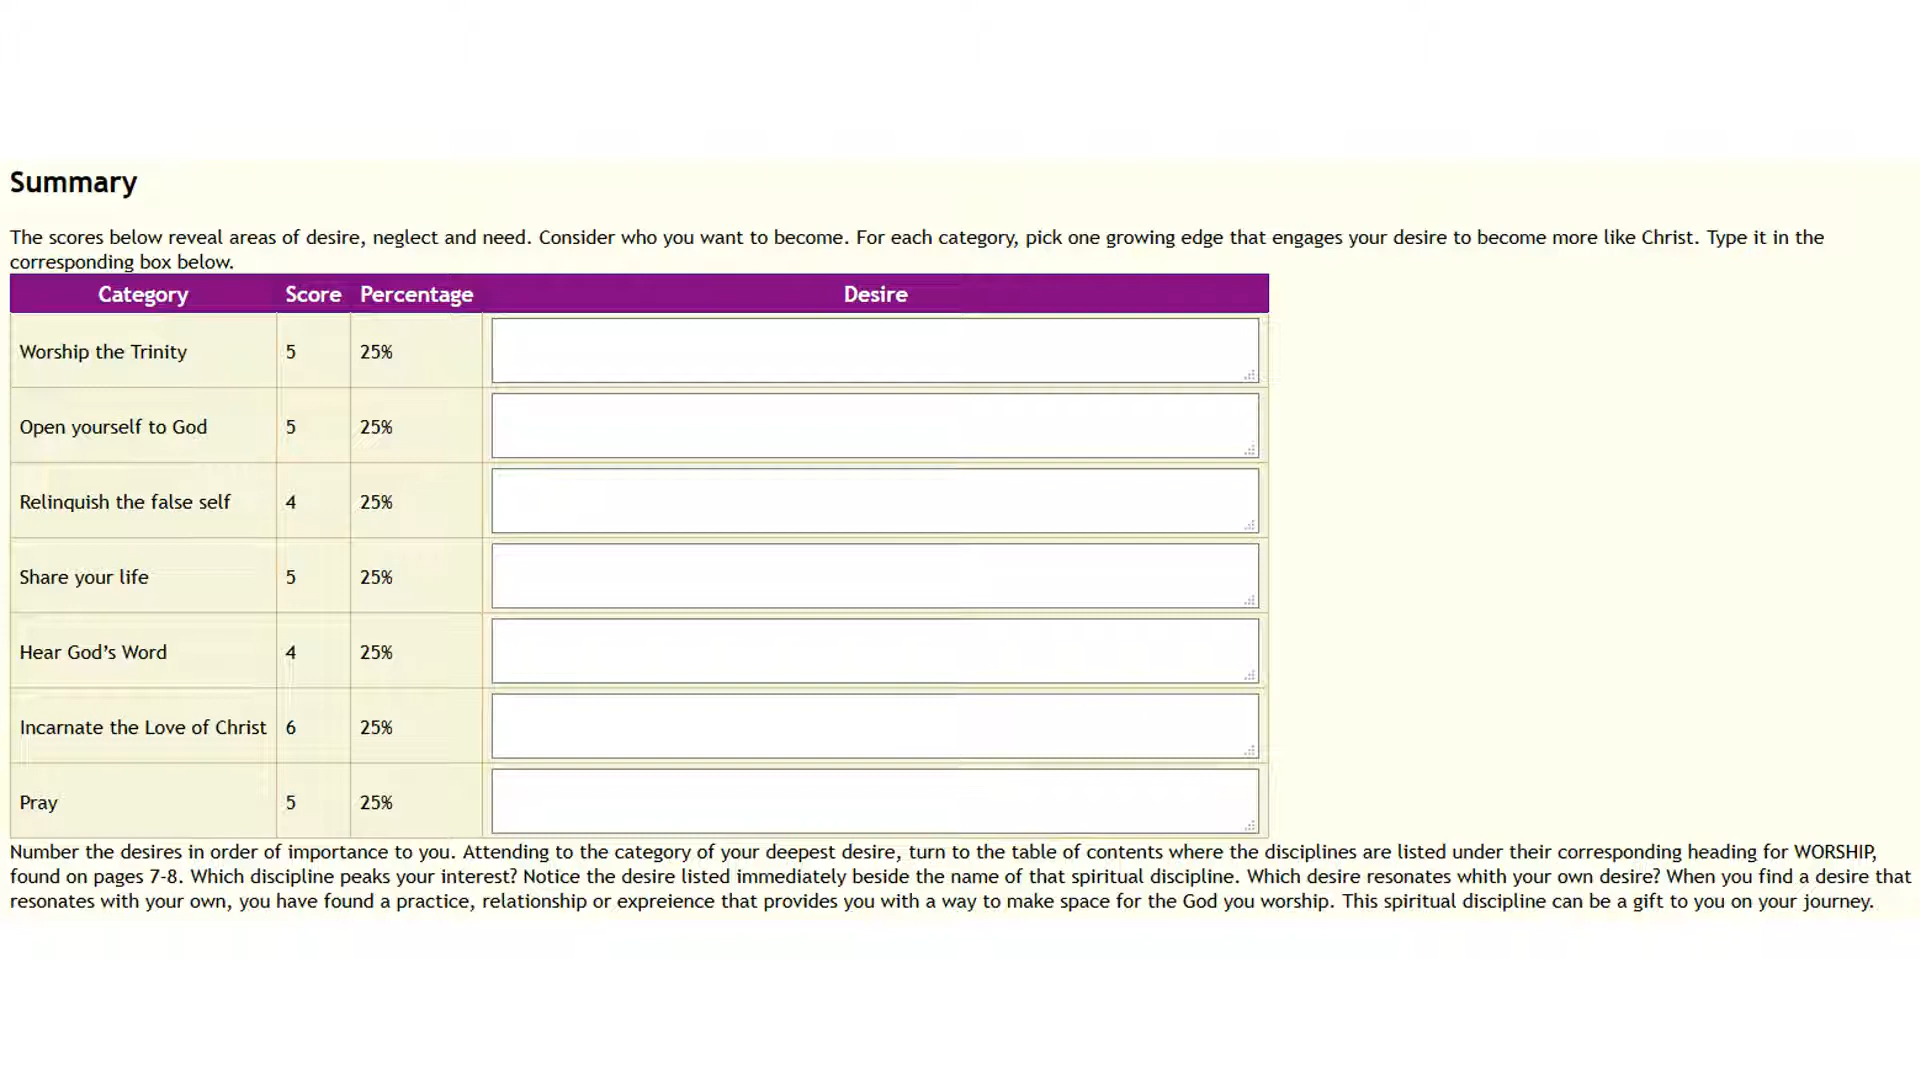 Summary
The scores below reveal areas of desire, neglect and need. Consider who you want to become. For each category, pick one growing edge that engages your desire to become more like Christ. Type it in the
corresponding box below.
Category Score Percentage Desire
Worship the Trinity 5 25%
Open yourself to God 5 25%
Relinquish the false self 4 25%
Share your life 5 25%
Hear God’s Word 4 25%
Incarnate the Love of Christ 6 25%
Pray 5 25%
Number the desires in order of importance to you. Attending to the category of your deepest desire, turn to the table of contents where the disciplines are listed under their corresponding heading for WORSHIP,
found on pages 7-8. Which discipline peaks your interest? Notice the desire listed immediately beside the name of that spiritual discipline. Which desire resonates whith your own desire? When you find a desire that
resonates with your own, you have found a practice, relationship or expreience that provides you with a way to make space for the God you worship. This spiritual discipline can be a gift to you on your journey.